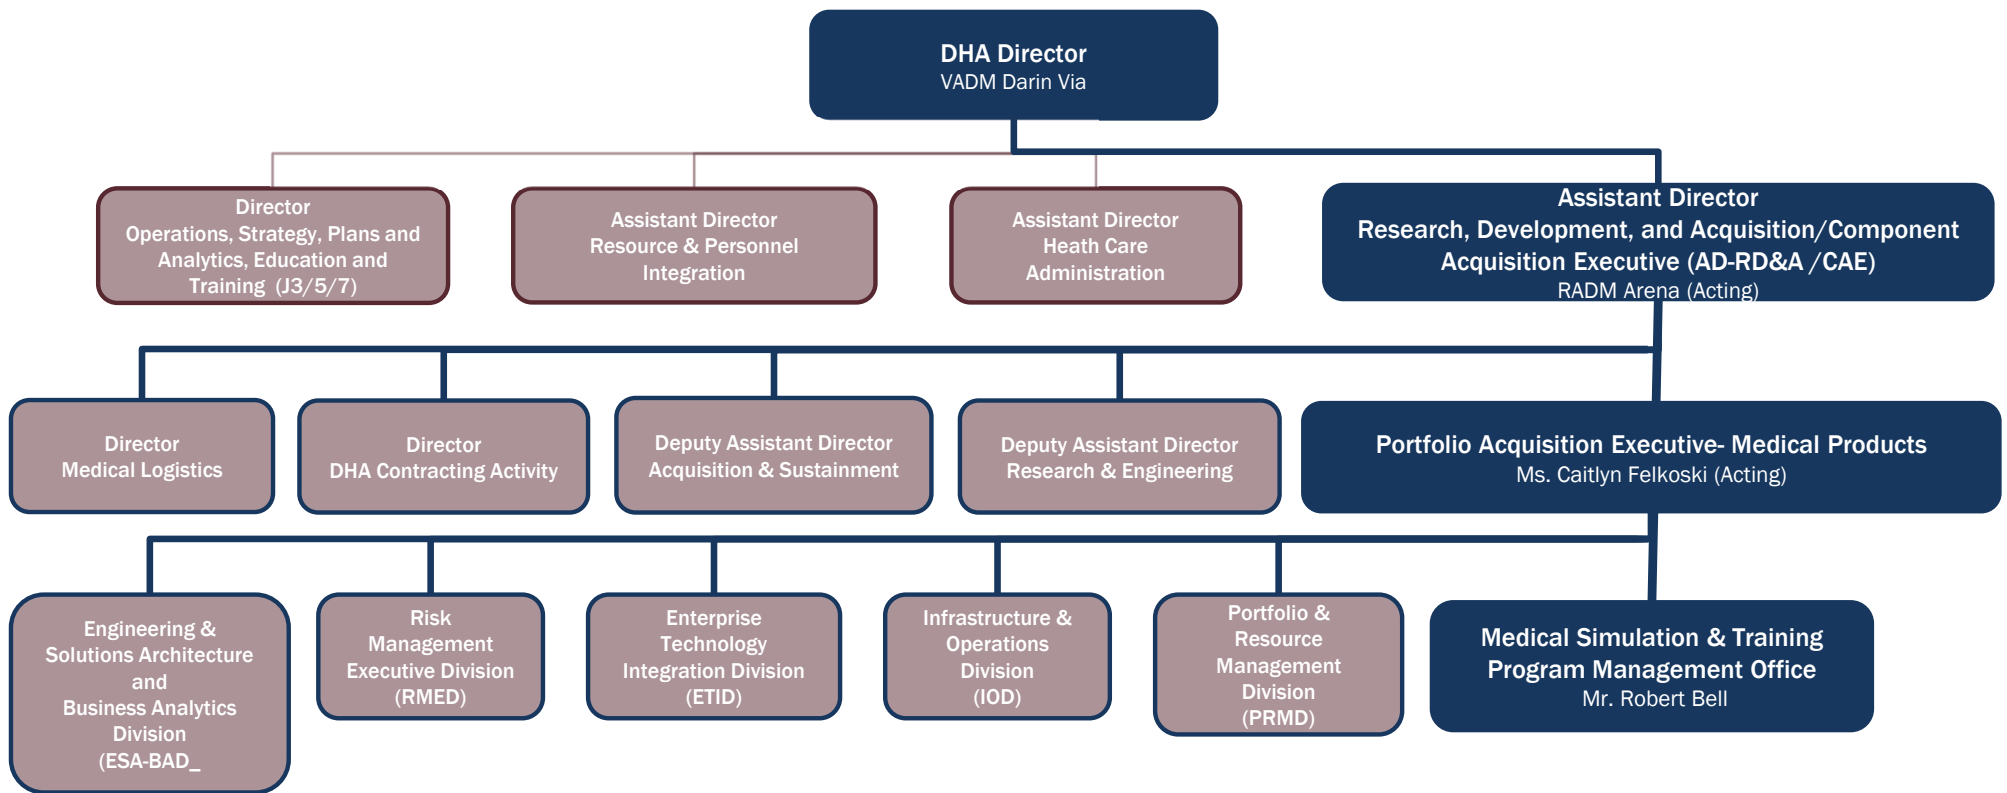 DHA Director
VADM Darin Via
Director
Operations, Strategy, Plans and
Analytics, Education and
Training (J3/5/7)
Assistant Director
Resource & Personnel
Integration
Assistant Director
Heath Care
Administration
Assistant Director
Research, Development, and Acquisition/Component
Acquisition Executive (AD-RD&A /CAE)
RADM Arena (Acting)
Director
Medical Logistics
Director
DHA Contracting Activity
Deputy Assistant Director
Acquisition & Sustainment
Deputy Assistant Director
Research & Engineering
Portfolio Acquisition Executive- Medical Products
Ms. Caitlyn Felkoski (Acting)
Engineering &
Solutions Architecture
and
Business Analytics
Division
(ESA-BAD_
Risk
Management
Executive Division
(RMED)
Enterprise
Technology
Integration Division
(ETID)
Infrastructure &
Operations
Division
(IOD)
Portfolio &
Resource
Management
Division
(PRMD)
Medical Simulation & Training
Program Management Office
Mr. Robert Bell